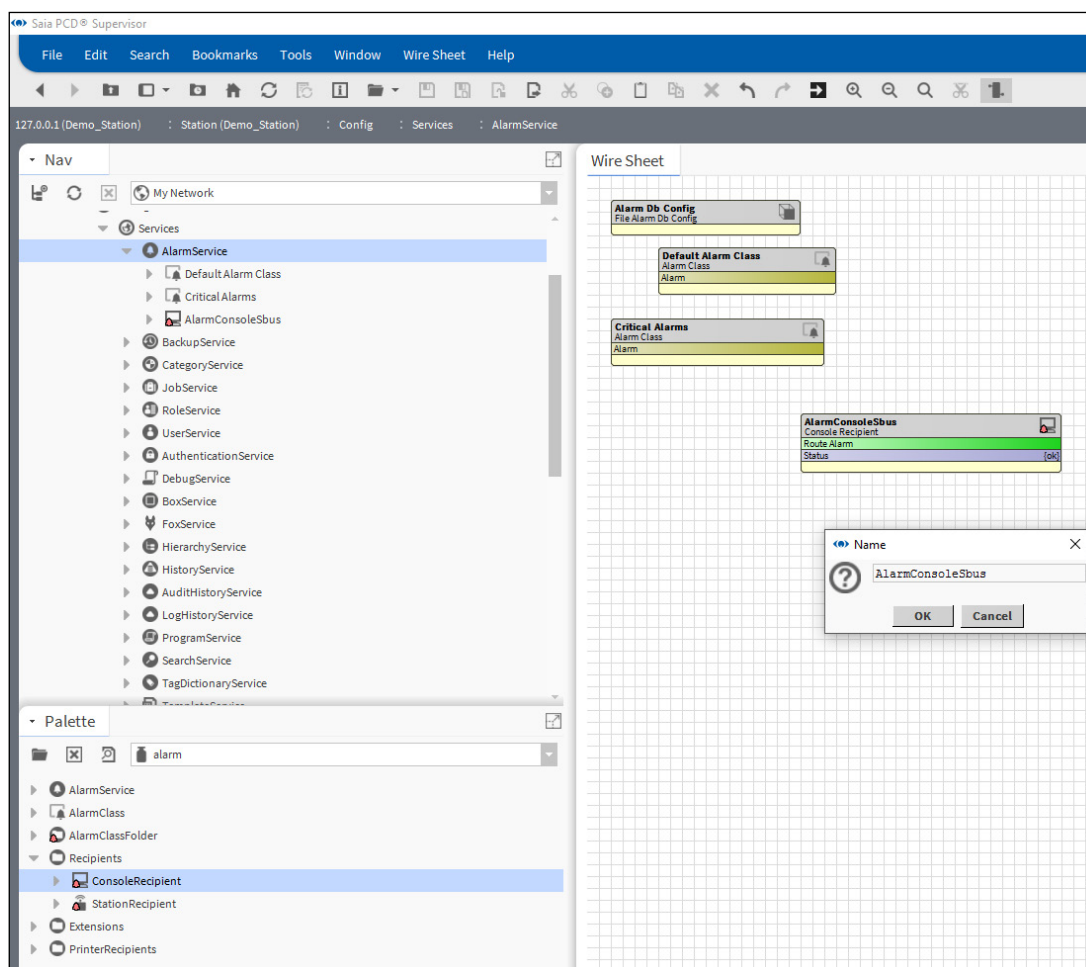 Saia PCD® Supervisor
File Edit Search Bookmarks Tools Window Wire Sheet Help
127.0.0.1 (Demo_Station) : Station (Demo_Station) : Config : Services : AlarmService
Nav
My Network
Services
AlarmService
Default Alarm Class
Critical Alarms
AlarmConsoleSbus
BackupService
CategoryService
JobService
RoleService
UserService
AuthenticationService
DebugService
BoxService
FoxService
HierarchyService
HistoryService
AuditHistoryService
LogHistoryService
ProgramService
SearchService
TagDictionaryService
Palette
alarm
AlarmService
AlarmClass
AlarmClassFolder
Recipients
ConsoleRecipient
StationRecipient
Extensions
PrinterRecipients
Wire Sheet
Alarm Db Config
File Alarm Db Config
Default Alarm Class
Alarm Class
Alarm
Critical Alarms
Alarm Class
Alarm
AlarmConsoleSbus
Console Recipient
Route Alarm
Status {ok}
Name
AlarmConsoleSbus
OK Cancel